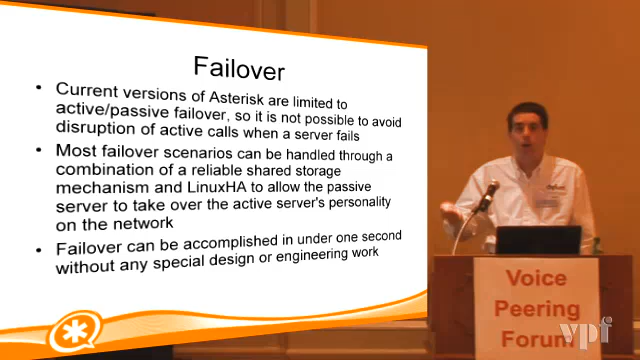 Failover
• Current versions of Asterisk are limited to
active/passive failover, so it is not possible to avoid
disruption of active calls when a server fails
• Most failover scenarios can be handled through a
combination of a reliable shared storage
mechanism and LinuxHA to allow the passive
server to take over the active server's personality
on the network
• Failover can be accomplished in under one second
without any special design or engineering work
Voice
Peering
Forum
vpf